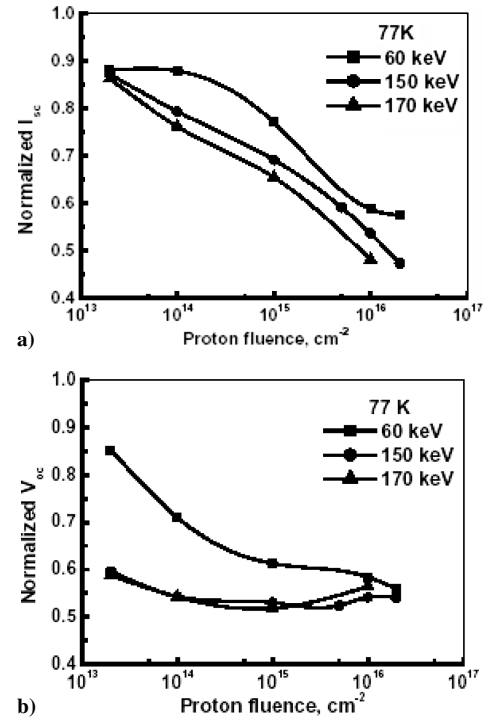 77K
60 keV
150 keV
170 keV
Normalized I_sc
1.0
0.9
0.8
0.7
0.6
0.5
0.4
10^13
10^14
10^15
10^16
10^17
Proton fluence, cm^-2
a)
77 K
60 keV
150 keV
170 keV
Normalized V_oc
1.0
0.9
0.8
0.7
0.6
0.5
0.4
10^13
10^14
10^15
10^16
10^17
Proton fluence, cm^-2
b)